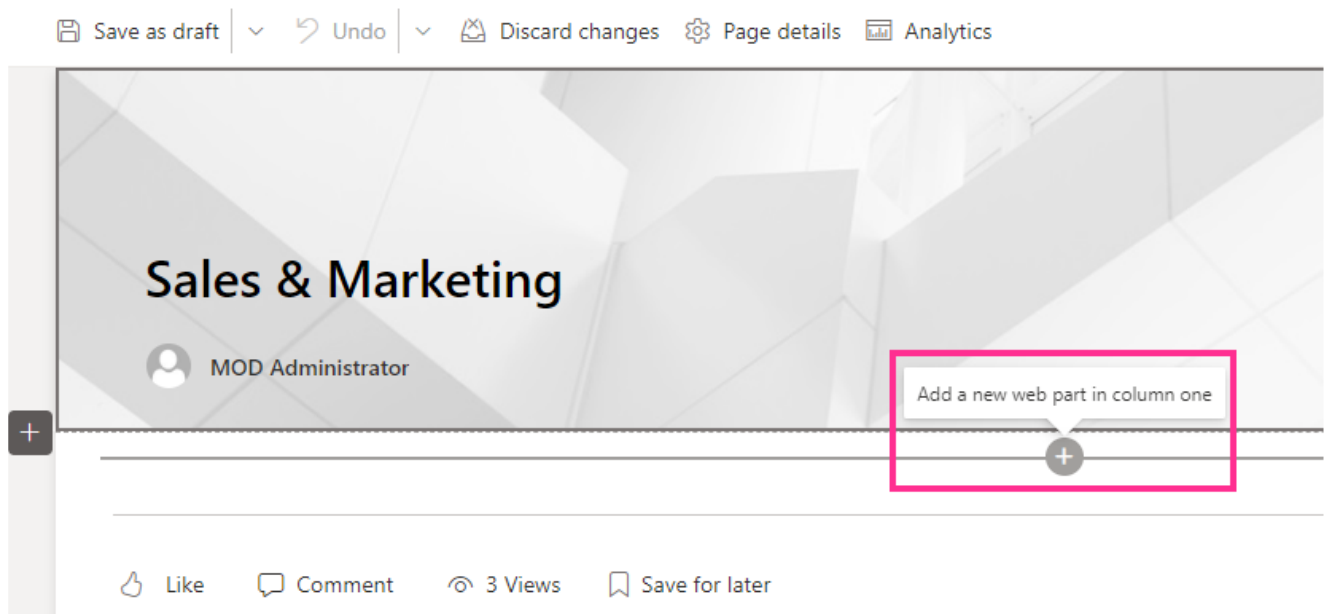 Save as draft Undo Discard changes Page details Analytics
Sales & Marketing
MOD Administrator
Add a new web part in column one
Like Comment 3 Views Save for later